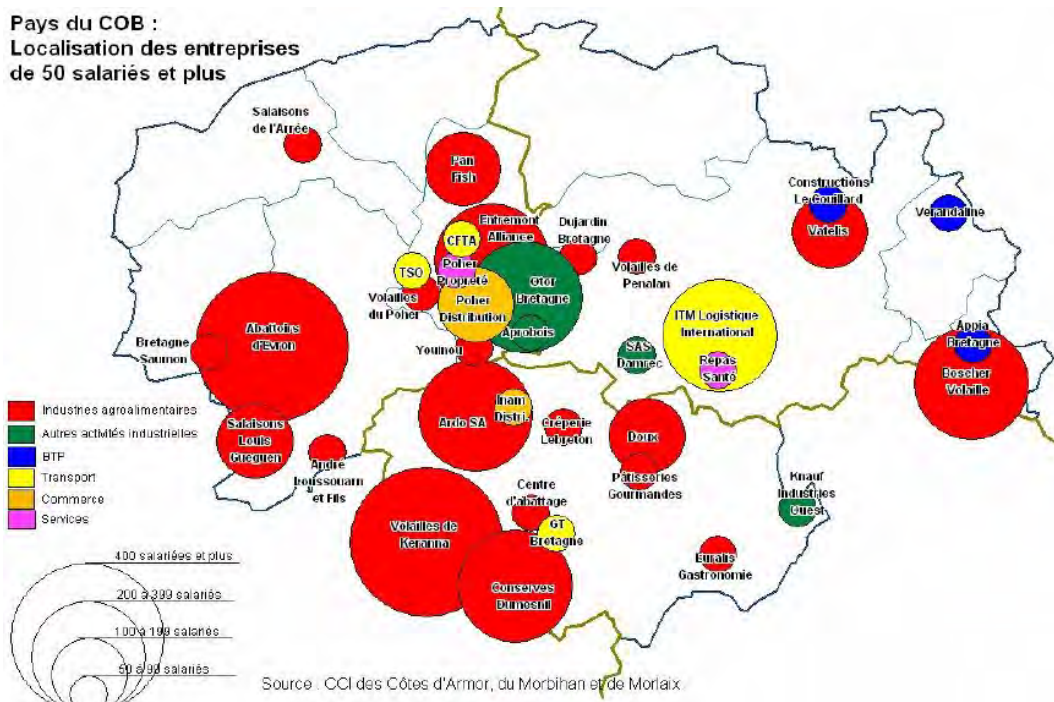 Pays du COB :
Localisation des entreprises
de 50 salariés et plus
Salaisons
de l'Arrée
Pan
Fish
Constructions
Le Gouillard
Vatelis
Verandaline
Entremont
Alliance
Dujardin
Bretagne
CFTA
TSO
Poher
Propreté
Volailles
du Poher
Poher
Distribution
Otor
Bretagne
Aprobois
Volailles de
Penalan
ITM Logistique
International
Repas
Santé
SAS
Damrec
Appia
Bretagne
Boscher
Volaille
Abattoirs
d'Evron
Bretagne
Saumon
Youinou
Salaisons
Louis
Gueguen
Andre
Loussouarn
et Fils
Ardo SA
Inam
Distri.
Crêperie
Lebreton
Doux
Pâtisseries
Gourmandes
Knauf
Industries
Ouest
Centre
d'abattage
GT
Bretagne
Volailles de
Keranna
Conserves
Dumosnil
Euralis
Gastronomie
Industries agroalimentaires
Autres activités industrielles
BTP
Transport
Commerce
Services
400 salariées et plus
200 à 399 salariés
100 à 199 salariés
50 à 99 salariés
Source : CCI des Côtes d'Armor, du Morbihan et de Morlaix